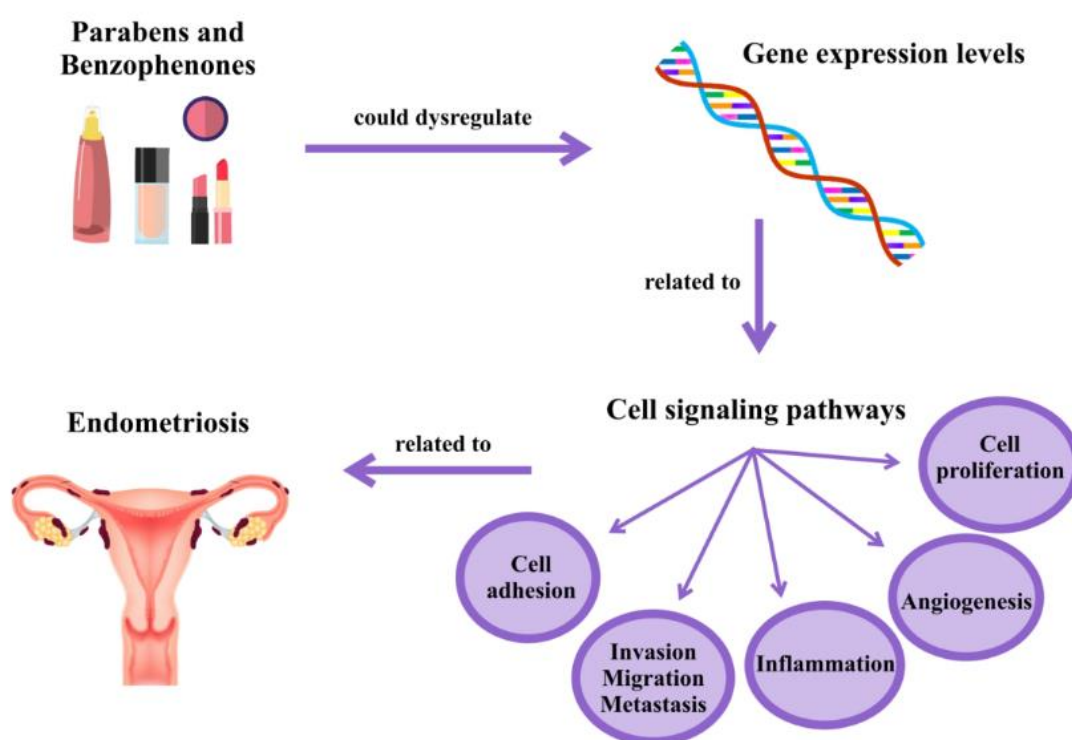 Parabens and
Benzophenones
could dysregulate
Gene expression levels
related to
Cell signaling pathways
Cell
proliferation
Angiogenesis
Inflammation
Invasion
Migration
Metastasis
Cell
adhesion
related to
Endometriosis